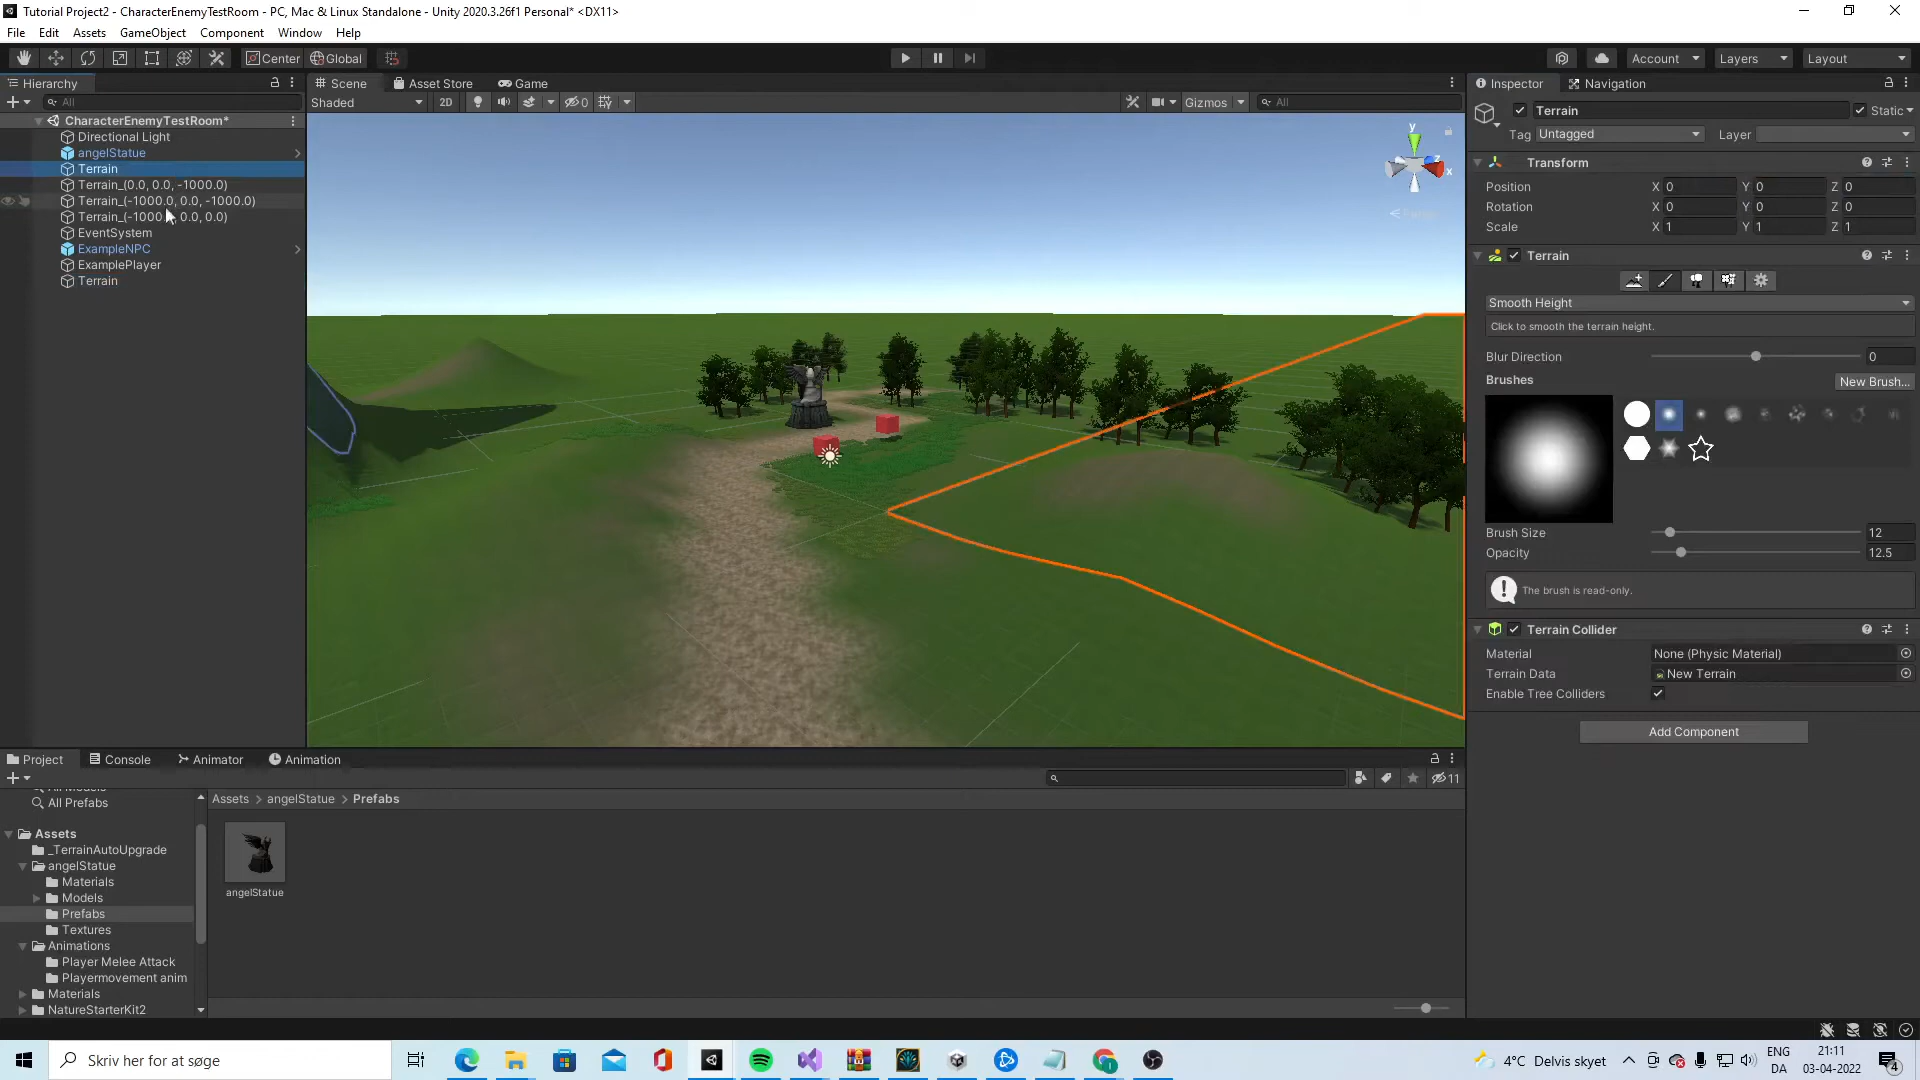 Tutorial Project2 - CharacterEnemyTestRoom - PC, Mac & Linux Standalone - Unity 2020.3.26f1 Personal* <DX11>
File Edit Assets GameObject Component Window Help
Center Global Account Layers Layout
Hierarchy
All
CharacterEnemyTestRoom*
Directional Light
angelStatue
Terrain
Terrain_(0.0, 0.0, -1000.0)
Terrain_(-1000.0, 0.0, -1000.0)
Terrain_(-1000. 0.0, 0.0)
EventSystem
ExampleNPC
ExamplePlayer
Terrain
Scene Asset Store Game
Shaded 2D 0 Gizmos All
y
z
x
Inspector Navigation
Terrain Static
Tag Untagged Layer
Transform
Position X 0 Y 0 Z 0
Rotation X 0 Y 0 Z 0
Scale X 1 Y 1 Z 1
Terrain
Smooth Height
Click to smooth the terrain height.
Blur Direction 0
Brushes New Brush...
Brush Size 12
Opacity 12.5
The brush is read-only.
Terrain Collider
Material None (Physic Material)
Terrain Data New Terrain
Enable Tree Colliders
Add Component
Project Console Animator Animation
11
All Prefabs
Assets
_TerrainAutoUpgrade
angelStatue
Materials
Models
Prefabs
Textures
Animations
Player Melee Attack
Playermovement anim
Materials
NatureStarterKit2
Assets > angelStatue > Prefabs
angelStatue
Skriv her for at søge
4°C Delvis skyet
ENG
DA
21:11
03-04-2022
4